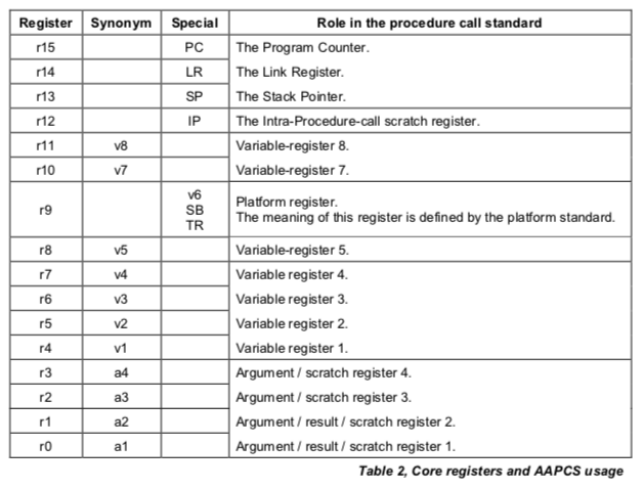 Register Synonym Special Role in the procedure call standard
r15 PC The Program Counter.
r14 LR The Link Register.
r13 SP The Stack Pointer.
r12 IP The Intra-Procedure-call scratch register.
r11 v8 Variable-register 8.
r10 v7 Variable-register 7.
r9 v6 SB TR Platform register.
The meaning of this register is defined by the platform standard.
r8 v5 Variable-register 5.
r7 v4 Variable register 4.
r6 v3 Variable register 3.
r5 v2 Variable register 2.
r4 v1 Variable register 1.
r3 a4 Argument / scratch register 4.
r2 a3 Argument / scratch register 3.
r1 a2 Argument / result / scratch register 2.
r0 a1 Argument / result / scratch register 1.
Table 2, Core registers and AAPCS usage